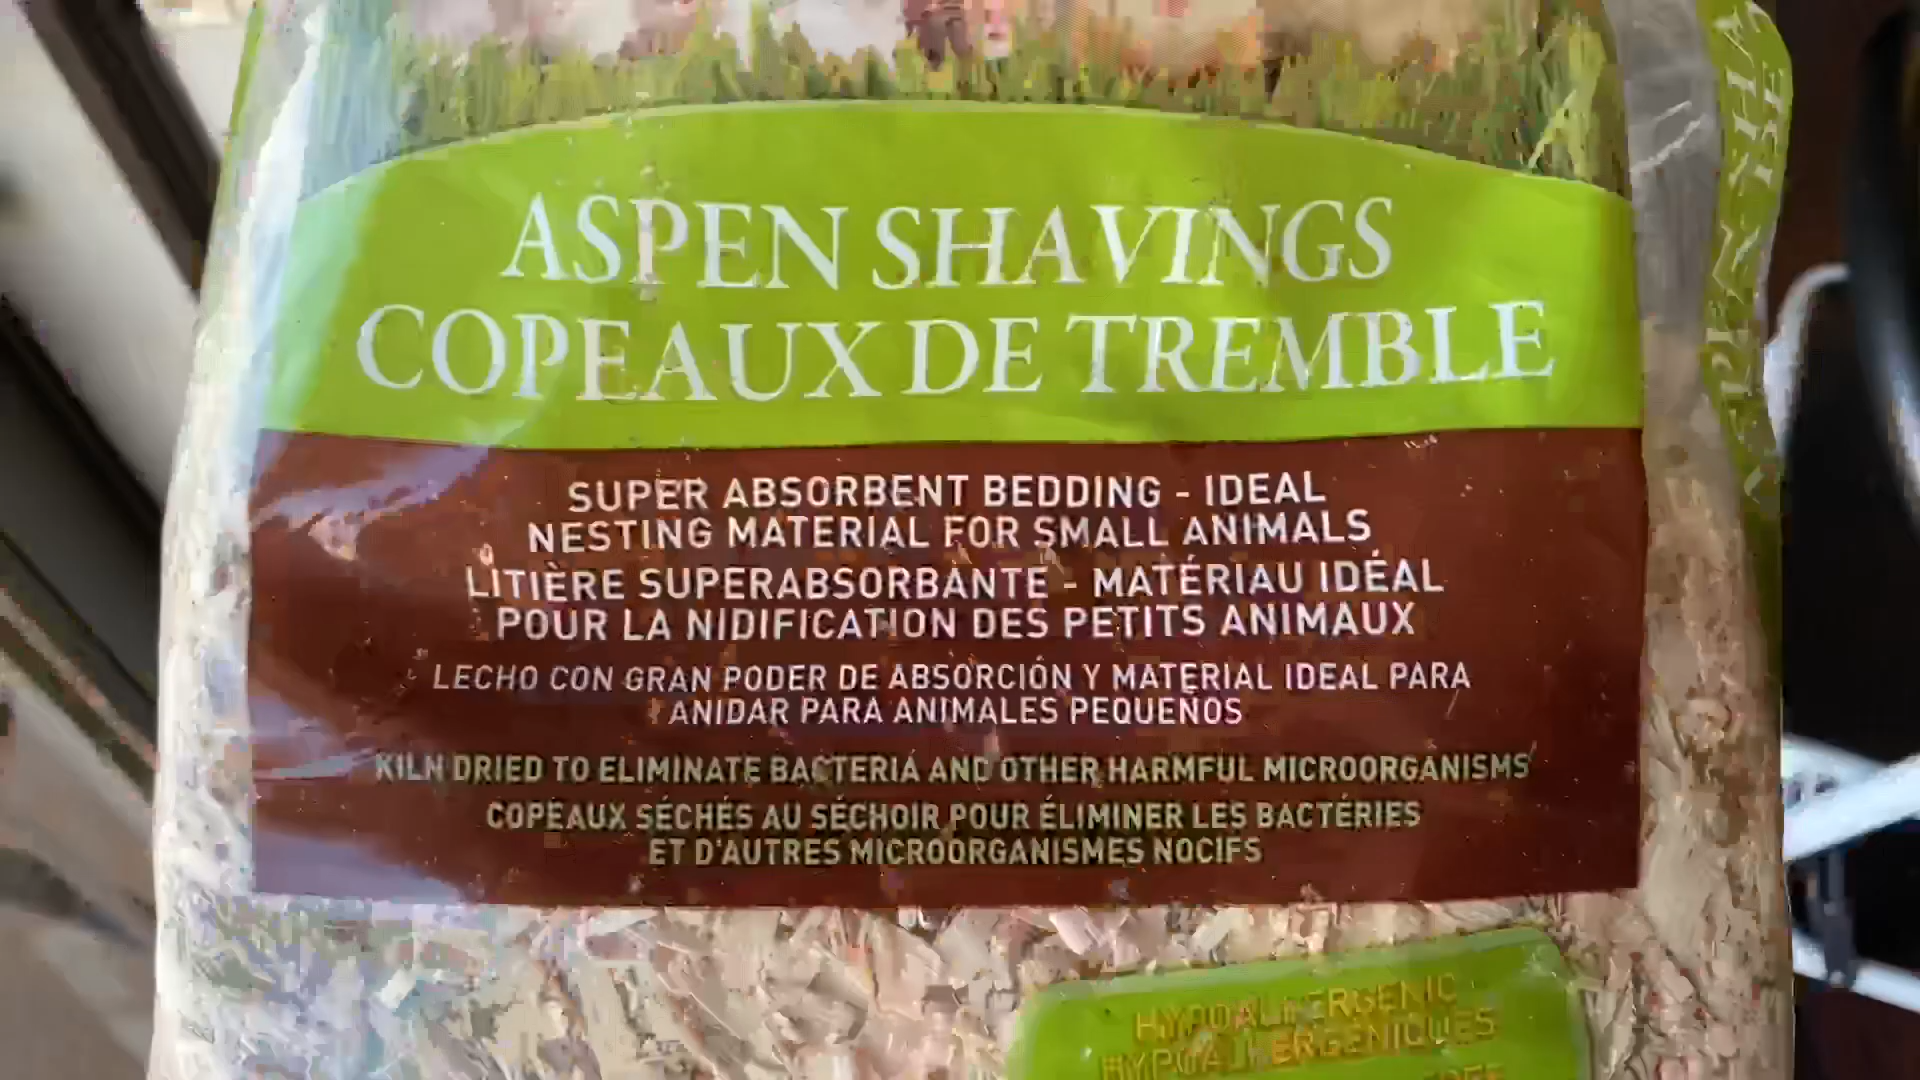 ASPEN SHAVINGS
COPEAUX DE TREMBLE
SUPER ABSORBENT BEDDING - IDEAL
NESTING MATERIAL FOR SMALL ANIMALS
LITIÈRE SUPERABSORBANTE - MATÉRIAU IDÉAL
POUR LA NIDIFICATION DES PETITS ANIMAUX
LECHO CON GRAN PODER DE ABSORCIÓN Y MATERIAL IDEAL PARA
ANIDAR PARA ANIMALES PEQUEÑOS
KILN DRIED TO ELIMINATE BACTERIA AND OTHER HARMFUL MICROORGANISMS
COPEAUX SÉCHÉS AU SÉCHOIR POUR ÉLIMINER LES BACTÉRIES
ET D'AUTRES MICROORGANISMES NOCIFS
HYPOALLERGENIC
HYPOALLERGÉNIQUES